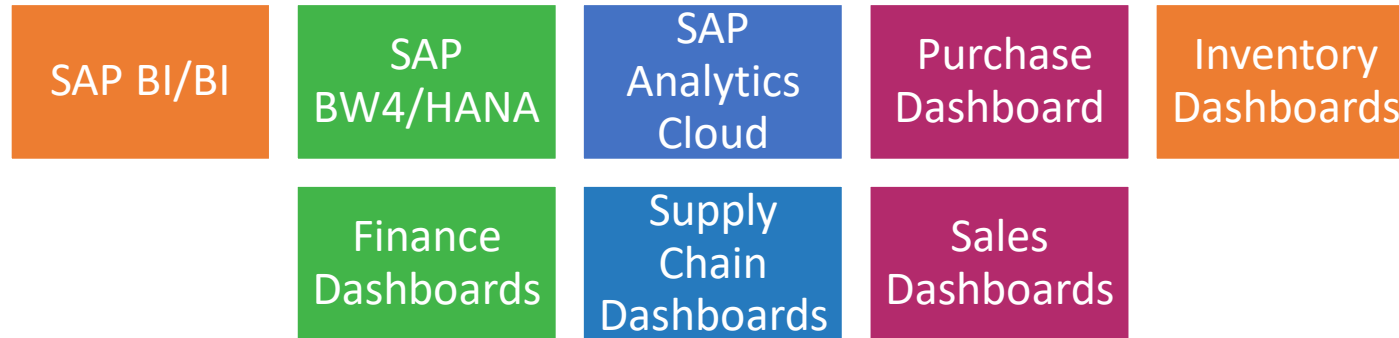 SAP BI/BI
SAP
BW4/HANA
SAP
Analytics
Cloud
Purchase
Dashboard
Inventory
Dashboards
Finance
Dashboards
Supply
Chain
Dashboards
Sales
Dashboards